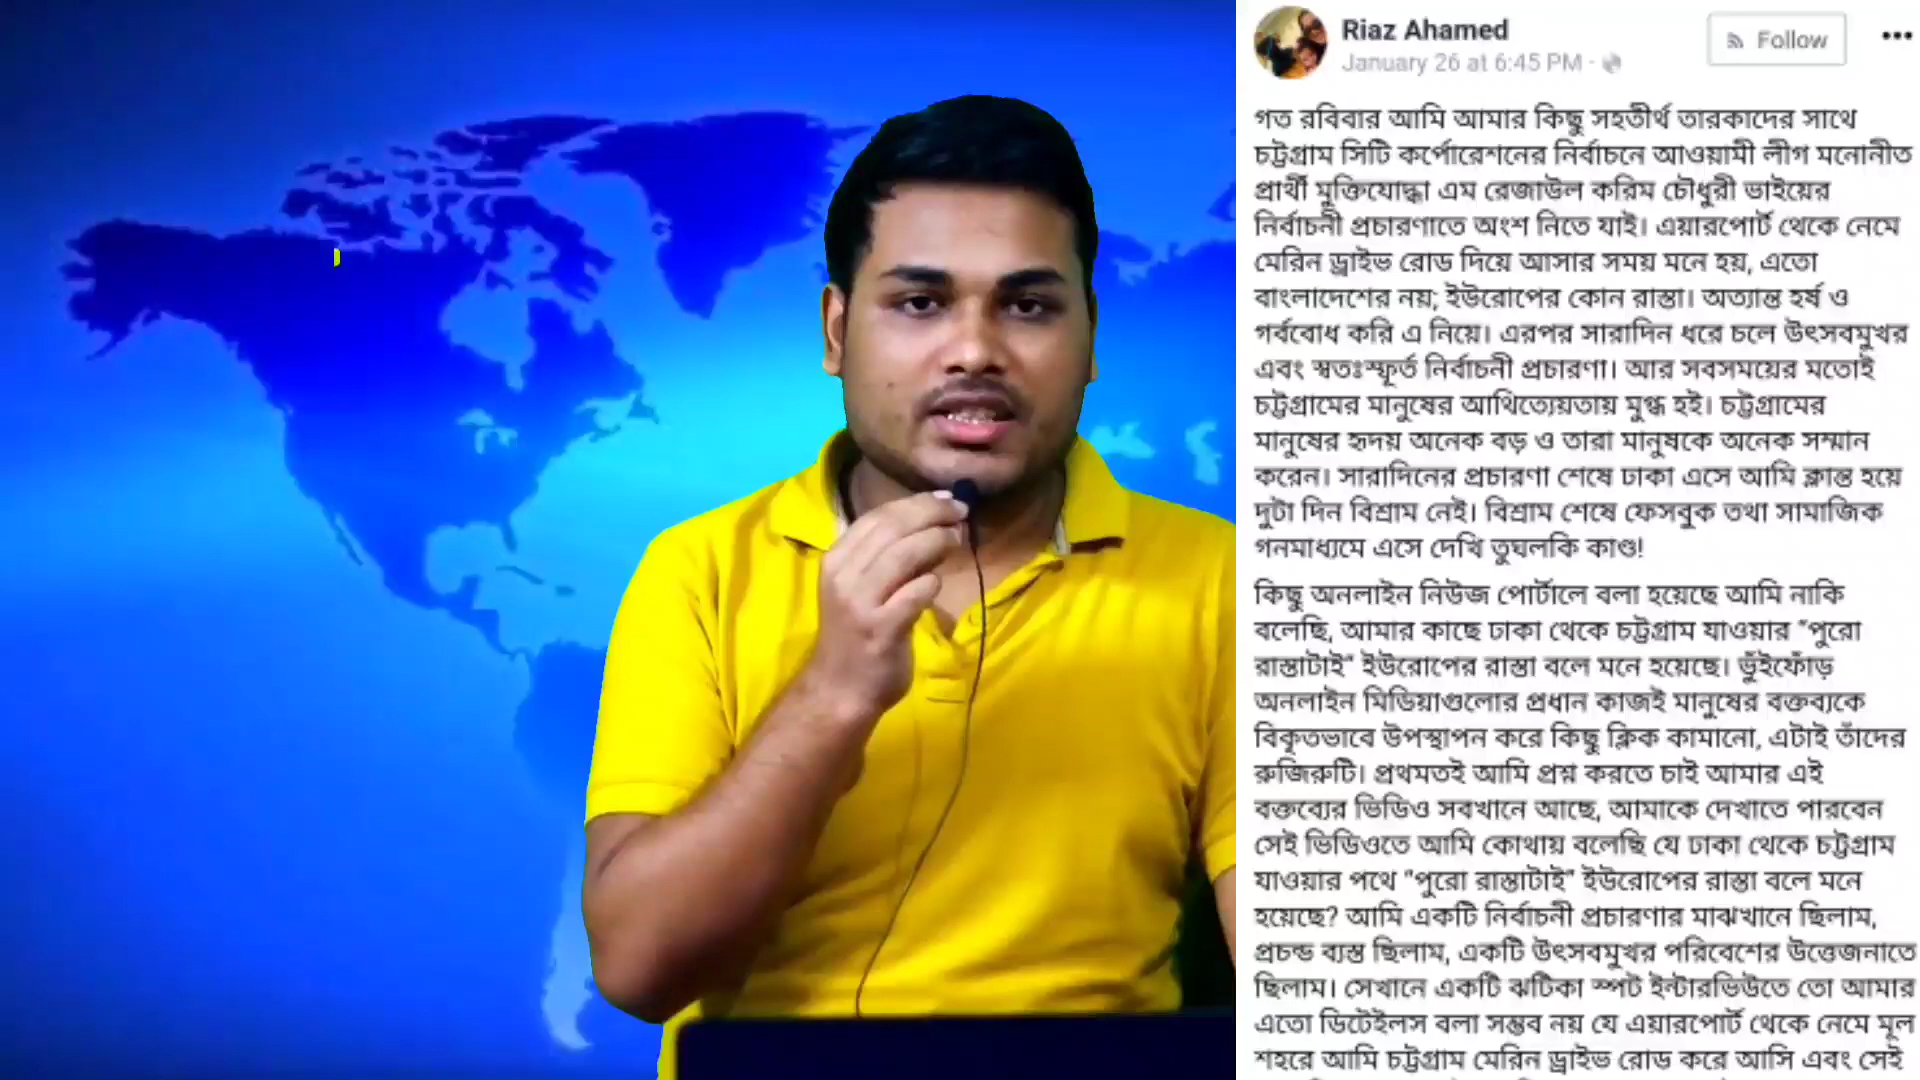 Riaz Ahamed
Follow
January 26 at 6:45 PM
গত রবিবার আমি আমার কিছু সহতীর্থ তারকাদের সাথে
চট্টগ্রাম সিটি কর্পোরেশনের নির্বাচনে আওয়ামী লীগ মনোনীত
প্রার্থী মুক্তিযোদ্ধা এম রেজাউল করিম চৌধুরী ভাইয়ের
নির্বাচনী প্রচারণাতে অংশ নিতে যাই। এয়ারপোর্ট থেকে নেমে
মেরিন ড্রাইভ রোড দিয়ে আসার সময় মনে হয়, এতো
বাংলাদেশের নয়; ইউরোপের কোন রাস্তা। অত্যান্ত হর্ষ ও
গর্ববোধ করি এ নিয়ে। এরপর সারাদিন ধরে চলে উৎসবমুখর
এবং স্বতঃস্ফূর্ত নির্বাচনী প্রচারণা। আর সবসময়ের মতোই
চট্টগ্রামের মানুষের আথিত্যেয়তায় মুগ্ধ হই। চট্টগ্রামের
মানুষের হৃদয় অনেক বড় ও তারা মানুষকে অনেক সম্মান
করেন। সারাদিনের প্রচারণা শেষে ঢাকা এসে আমি ক্লান্ত হয়ে
দুটা দিন বিশ্রাম নেই। বিশ্রাম শেষে ফেসবুক তথা সামাজিক
গনমাধ্যমে এসে দেখি তুঘলকি কাণ্ড!
কিছু অনলাইন নিউজ পোর্টালে বলা হয়েছে আমি নাকি
বলেছি, আমার কাছে ঢাকা থেকে চট্টগ্রাম যাওয়ার "পুরো
রাস্তাটাই" ইউরোপের রাস্তা বলে মনে হয়েছে। ভুঁইফোঁড়
অনলাইন মিডিয়াগুলোর প্রধান কাজই মানুষের বক্তব্যকে
বিকৃতভাবে উপস্থাপন করে কিছু ক্লিক কামানো, এটাই তাঁদের
রুজিরুটি। প্রথমতই আমি প্রশ্ন করতে চাই আমার এই
বক্তব্যের ভিডিও সবখানে আছে, আমাকে দেখাতে পারবেন
সেই ভিডিওতে আমি কোথায় বলেছি যে ঢাকা থেকে চট্টগ্রাম
যাওয়ার পথে "পুরো রাস্তাটাই" ইউরোপের রাস্তা বলে মনে
হয়েছে? আমি একটি নির্বাচনী প্রচারণার মাঝখানে ছিলাম,
প্রচন্ড ব্যস্ত ছিলাম, একটি উৎসবমুখর পরিবেশের উত্তেজনাতে
ছিলাম। সেখানে একটি ঝটিকা স্পট ইন্টারভিউতে তো আমার
এতো ডিটেইলস বলা সম্ভব নয় যে এয়ারপোর্ট থেকে নেমে মূল
শহরে আমি চট্টগ্রাম মেরিন ড্রাইভ রোড করে আসি এবং সেই